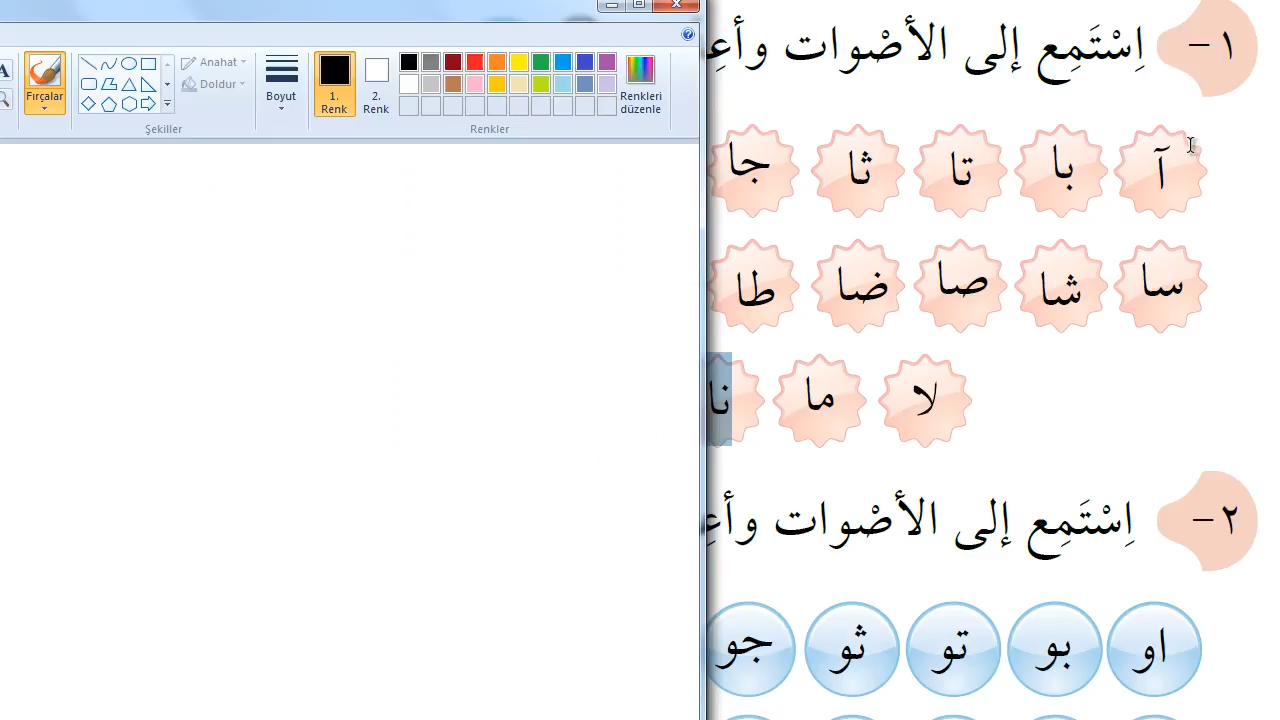 Fırçalar
Şekiller
Anahat
Doldur
Boyut
1. Renk
2. Renk
Renkler
Renkleri düzenle
١ - اِسْتَمِع إلى الأصْوات
آ با تا ثا جا
سا شا صا ضا طا
لا ما نا
٢ - اِسْتَمِع إلى الأصْوات
او بو تو ثو جو